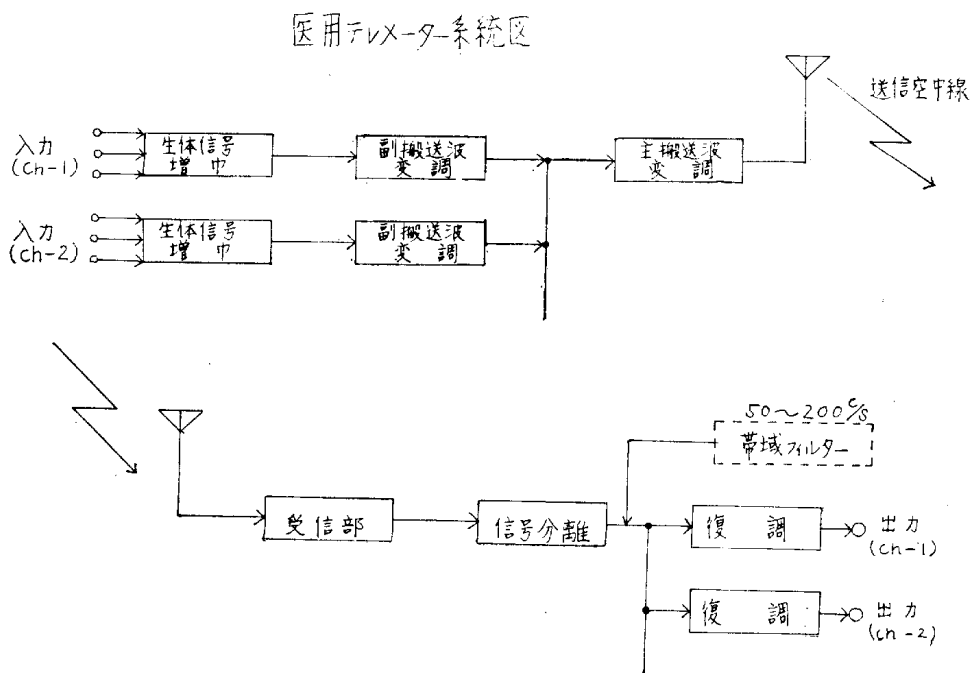 医用テレメーター系統区
送信空中線
入力
(Ch-1)
生体信号
増 巾
副搬送波
変 調
主搬送波
変 調
入力
(Ch-2)
生体信号
増 巾
副搬送波
変 調
50～200c/s
帯域フィルター
受信部
信号分離
復 調
出力
(ch-1)
復 調
出力
(ch-2)